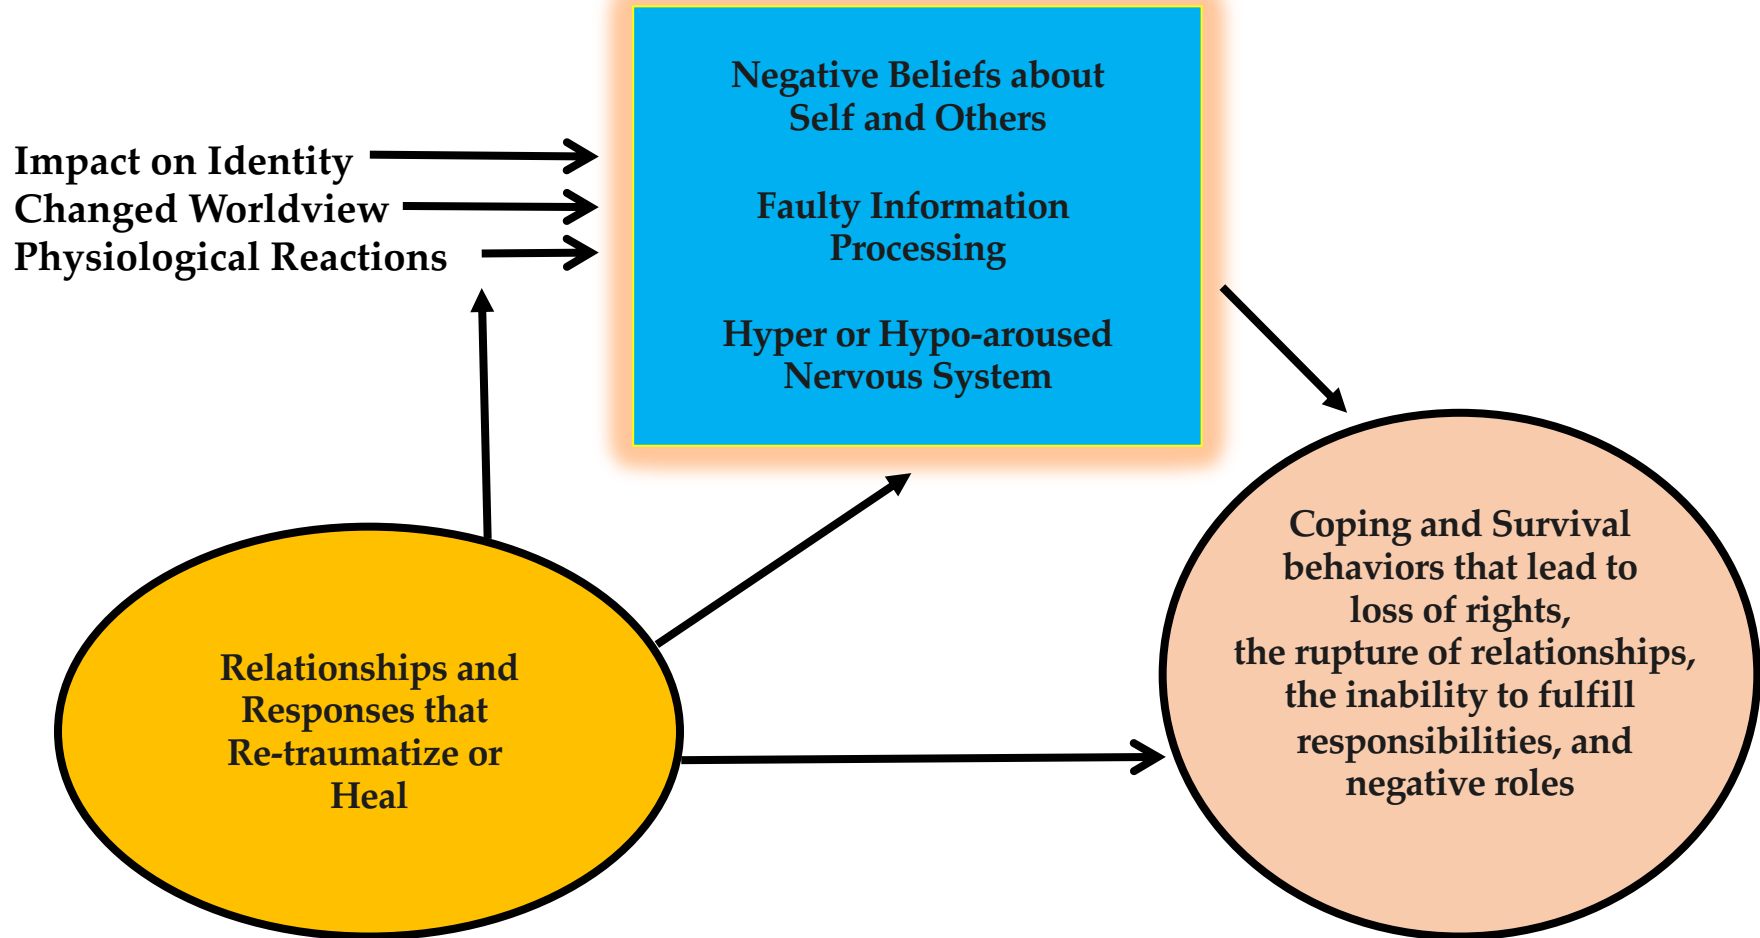 Negative Beliefs about
Self and Others
Impact on Identity
Changed Worldview
Physiological Reactions
Faulty Information
Processing
Hyper or Hypo-aroused
Nervous System
Coping and Survival
behaviors that lead to
loss of rights,
the rupture of relationships,
the inability to fulfill
responsibilities, and
negative roles
Relationships and
Responses that
Re-traumatize or
Heal